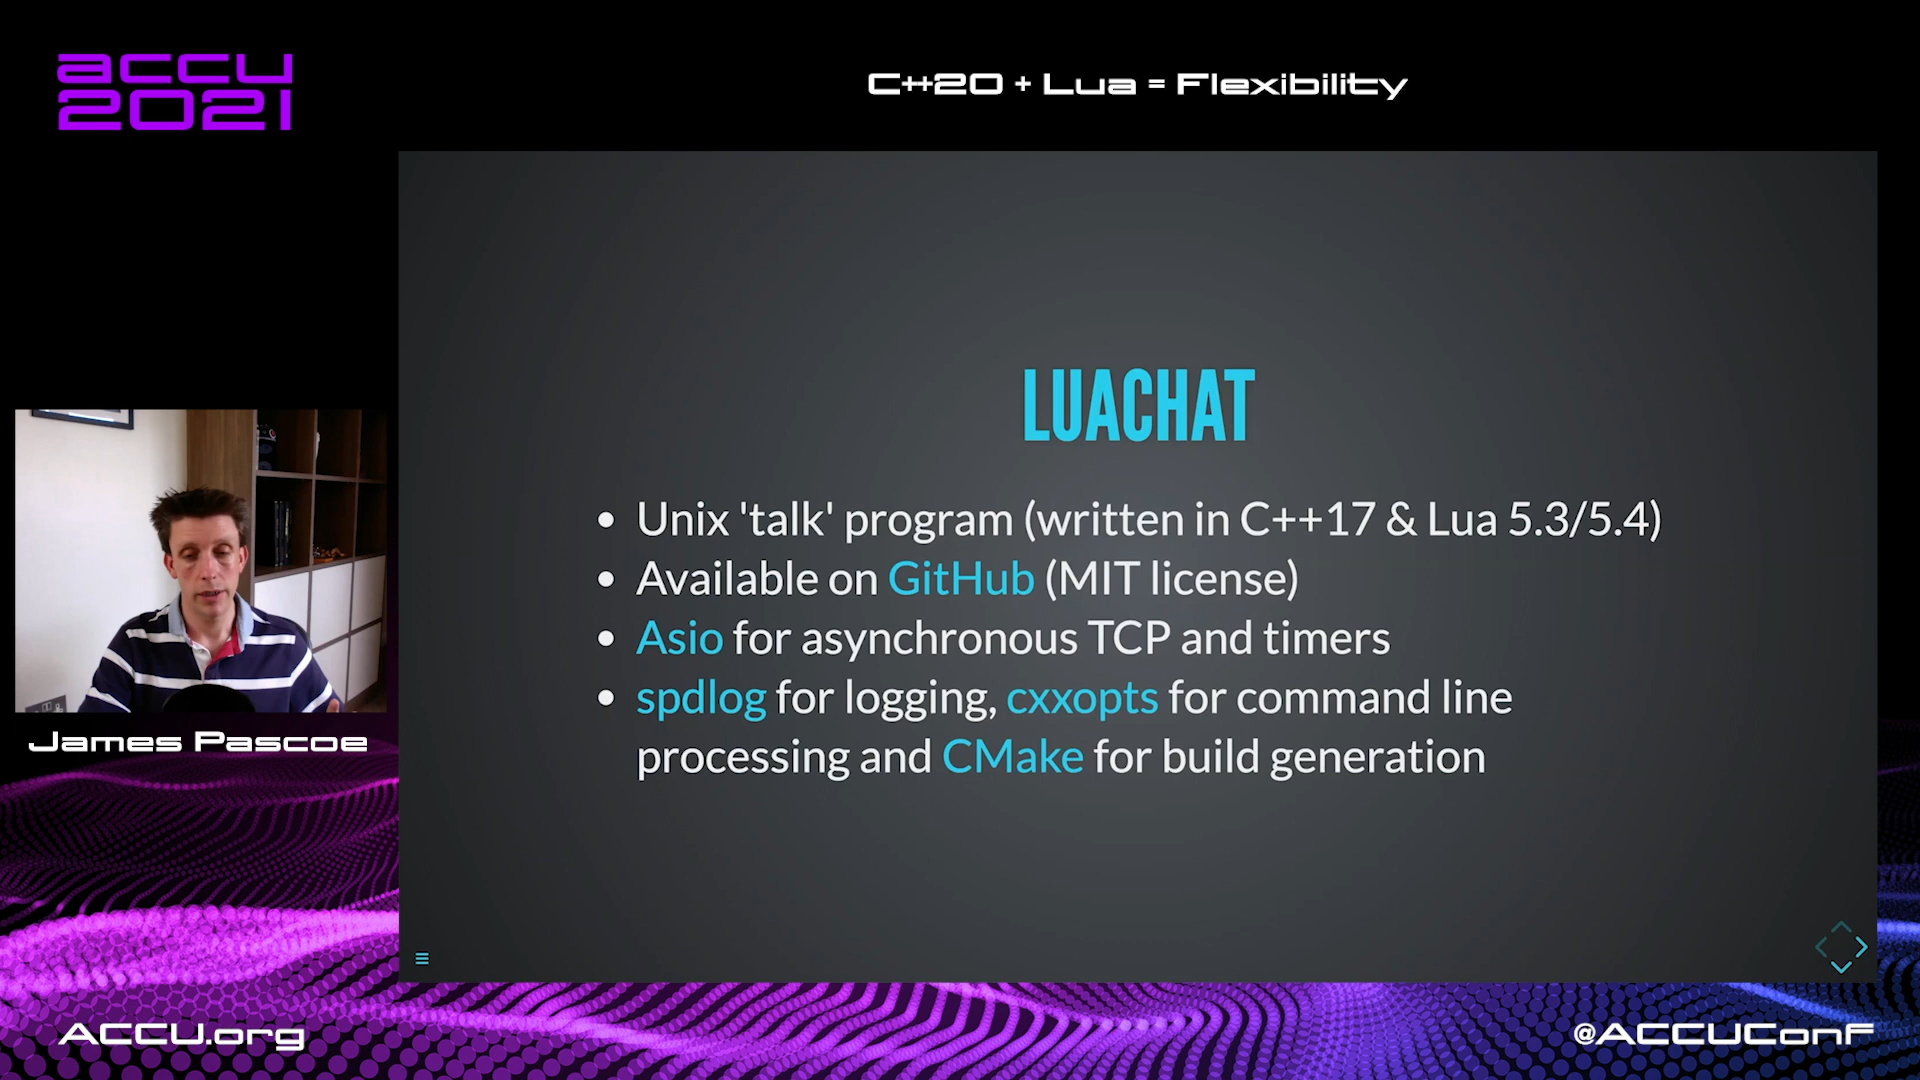 accu
2021
C++20 + Lua = Flexibility
LUACHAT
Unix 'talk' program (written in C++17 & Lua 5.3/5.4)
Available on GitHub (MIT license)
Asio for asynchronous TCP and timers
spdlog for logging, cxxopts for command line
processing and CMake for build generation
James Pascoe
ACCU.org
@ACCUConf